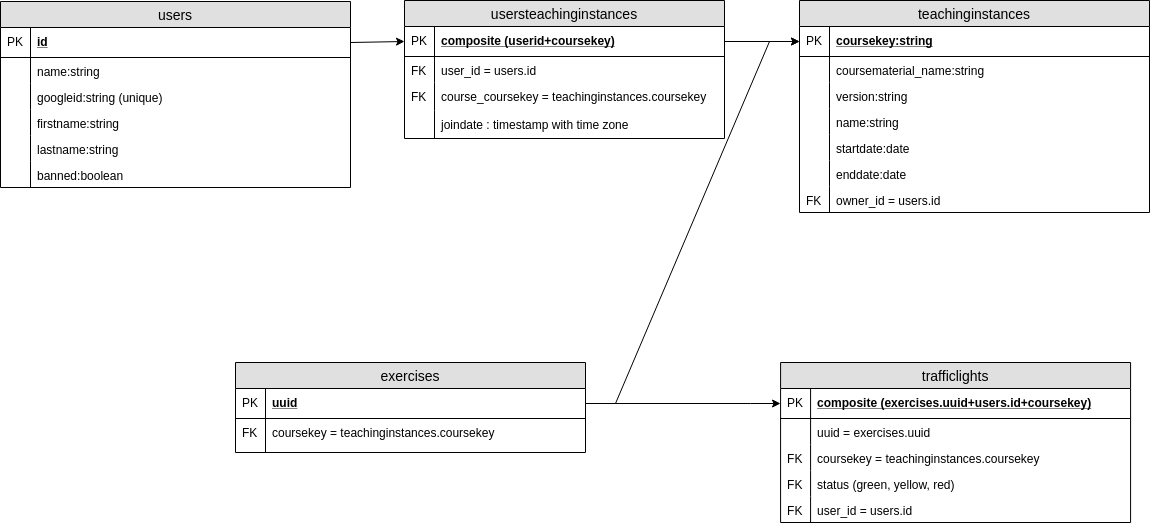 users
PK id
name:string
googleid:string (unique)
firstname:string
lastname:string
banned:boolean
usersteachinginstances
PK composite (userid+coursekey)
FK user_id = users.id
FK course_coursekey = teachinginstances.coursekey
joindate : timestamp with time zone
teachinginstances
PK coursekey:string
coursematerial_name:string
version:string
name:string
startdate:date
enddate:date
FK owner_id = users.id
exercises
PK uuid
FK coursekey = teachinginstances.coursekey
trafficlights
PK composite (exercises.uuid+users.id+coursekey)
uuid = exercises.uuid
FK coursekey = teachinginstances.coursekey
FK status (green, yellow, red)
FK user_id = users.id